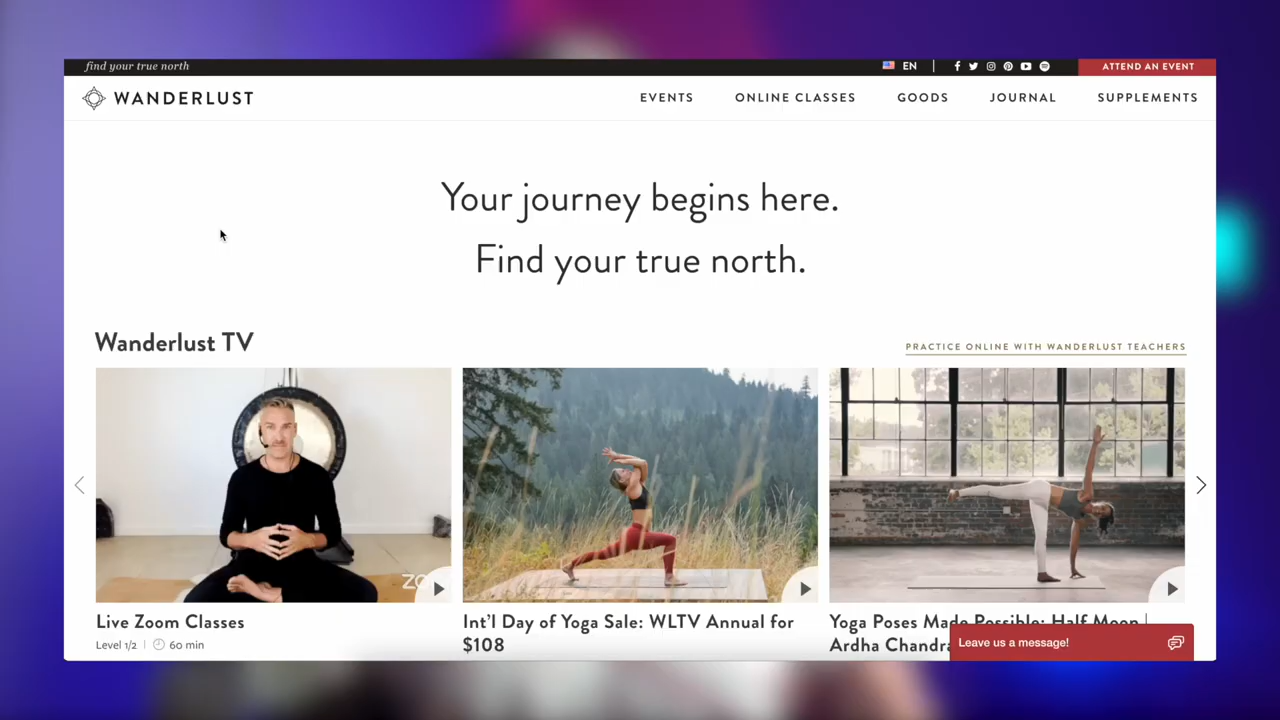 find your true north
EN
ATTEND AN EVENT
WANDERLUST
EVENTS
ONLINE CLASSES
GOODS
JOURNAL
SUPPLEMENTS
Your journey begins here.
Find your true north.
Wanderlust TV
PRACTICE ONLINE WITH WANDERLUST TEACHERS
Live Zoom Classes
Level 1/2
60 min
Int'l Day of Yoga Sale: WLTV Annual for
$108
Yoga Poses Made Possible: Half Moon |
Ardha Chandra
Leave us a message!